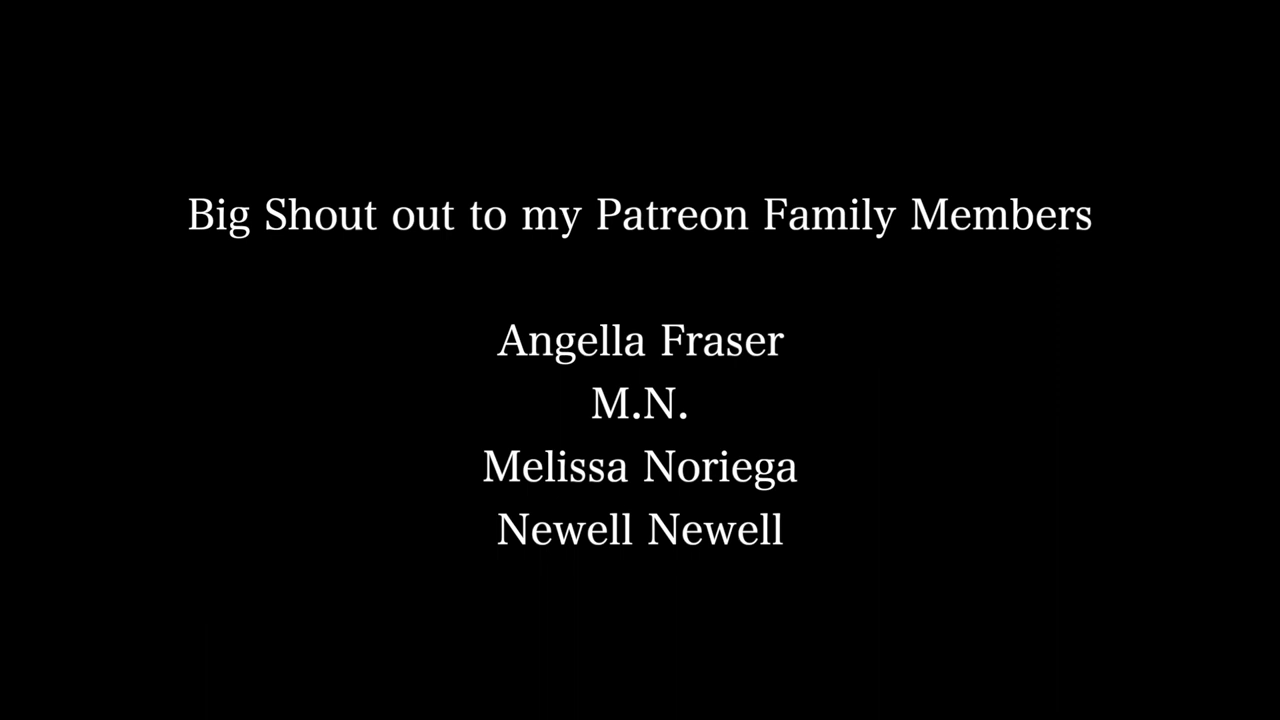 Big Shout out to my Patreon Family Members
Angella Fraser
M.N.
Melissa Noriega
Newell Newell